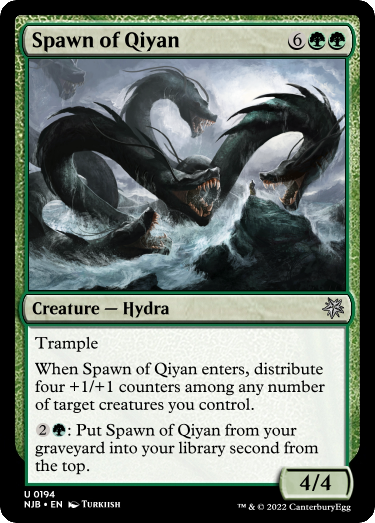 Spawn of Qiyan 6
Creature — Hydra
Trample
When Spawn of Qiyan enters, distribute
four +1/+1 counters among any number
of target creatures you control.
2 : Put Spawn of Qiyan from your
graveyard into your library second from
the top.
4/4
U 0194
NJB • EN TURKIISH
™ & © 2022 CanterburyEgg